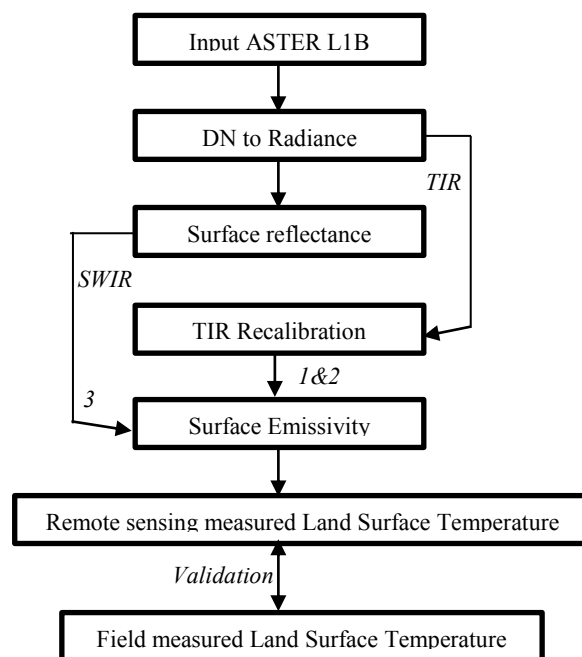 Input ASTER L1B
DN to Radiance
TIR
Surface reflectance
SWIR
TIR Recalibration
1&2
3
Surface Emissivity
Remote sensing measured Land Surface Temperature
Validation
Field measured Land Surface Temperature